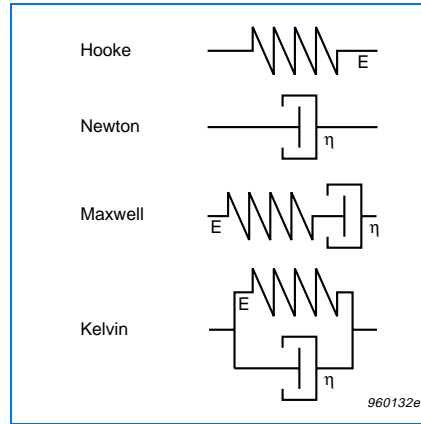 Hooke
E
Newton
η
Maxwell
E
η
Kelvin
E
η
960132e